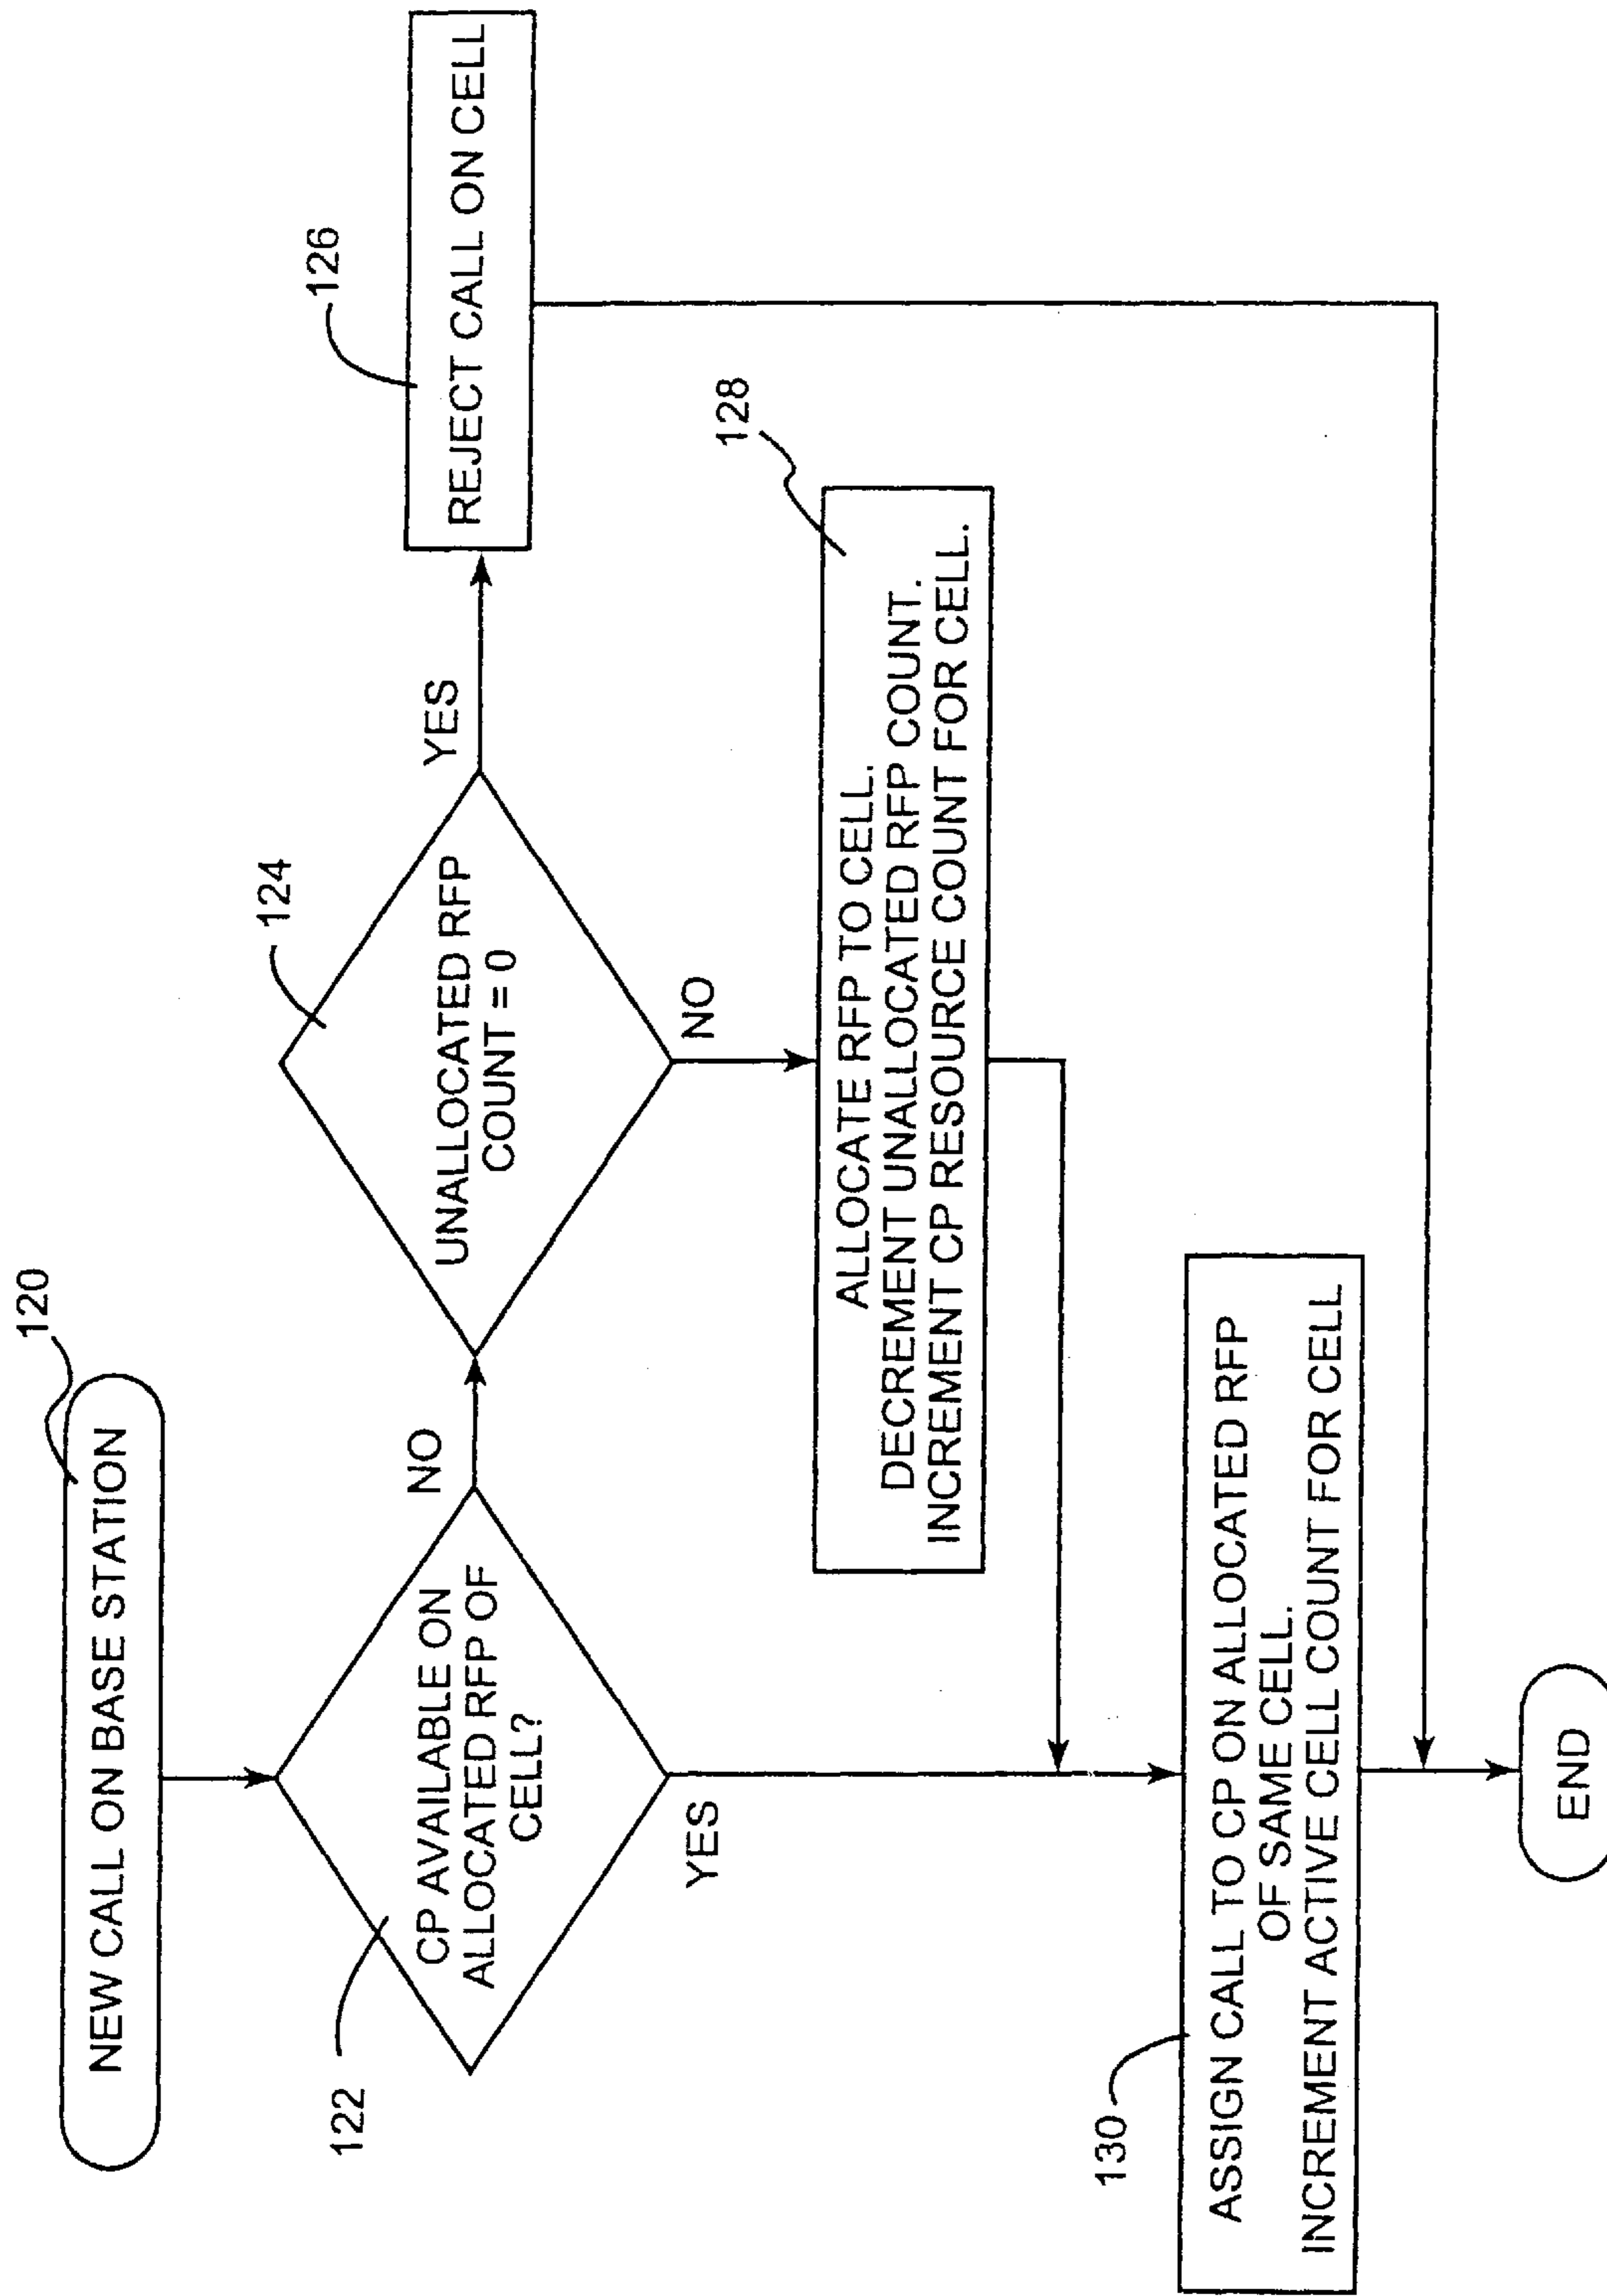 NEW CALL ON BASE STATION
120
CP AVAILABLE ON
ALLOCATED RFP OF
CELL?
122
NO
YES
UNALLOCATED RFP
COUNT = 0
124
YES
NO
REJECT CALL ON CELL
126
ALLOCATE RFP TO CELL.
DECREMENT UNALLOCATED RFP COUNT.
INCREMENT CP RESOURCE COUNT FOR CELL.
128
ASSIGN CALL TO CP ON ALLOCATED RFP
OF SAME CELL.
INCREMENT ACTIVE CELL COUNT FOR CELL
130
END